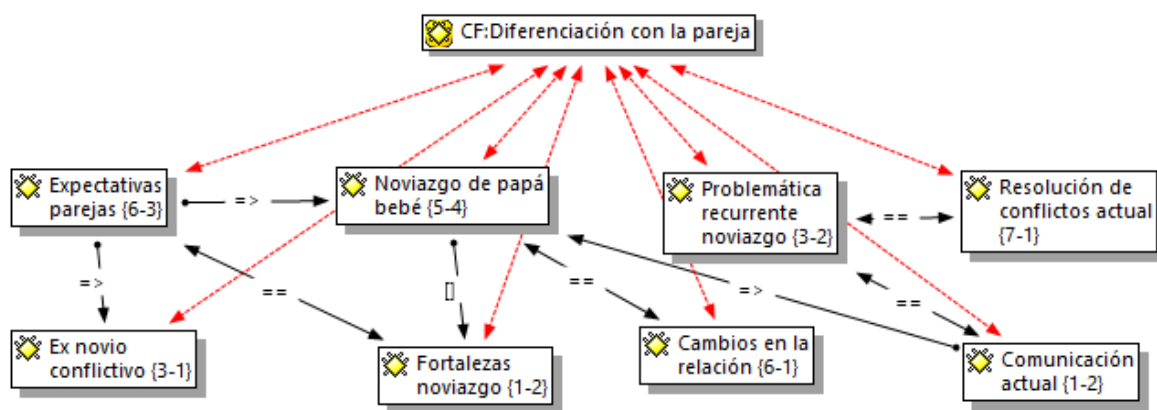 CF:Diferenciación con la pareja
Expectativas
parejas {6-3}
=>
Noviazgo de papá
bebé {5-4}
Problemática
recurrente
noviazgo {3-2}
==
Resolución de
conflictos actual
{7-1}
=>
==
[]
==
=>
==
Ex novio
conflictivo {3-1}
Fortalezas
noviazgo {1-2}
Cambios en la
relación {6-1}
Comunicación
actual {1-2}